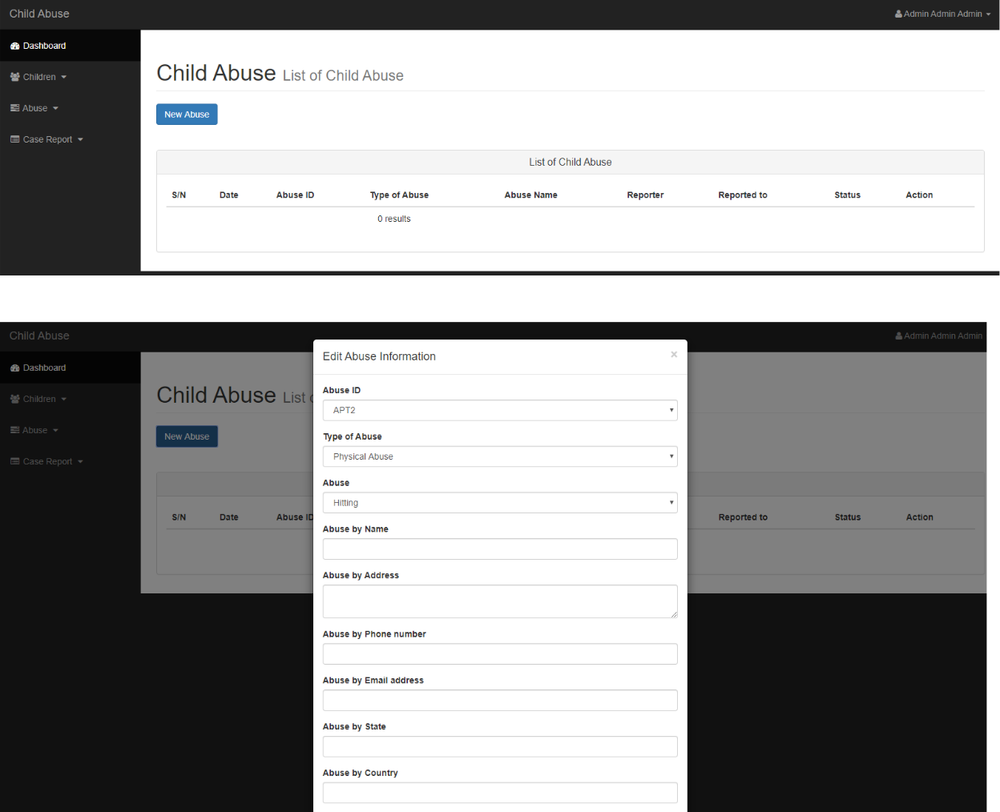 Child Abuse
Admin Admin Admin
Dashboard
Children
Abuse
Case Report
Child Abuse List of Child Abuse
New Abuse
List of Child Abuse
S/N Date Abuse ID Type of Abuse Abuse Name Reporter Reported to Status Action
0 results
Child Abuse
Admin Admin Admin
Dashboard
Children
Abuse
Case Report
Child Abuse List
New Abuse
S/N Date Abuse ID Reported to Status Action
Edit Abuse Information ×
Abuse ID
APT2
Type of Abuse
Physical Abuse
Abuse
Hitting
Abuse by Name
Abuse by Address
Abuse by Phone number
Abuse by Email address
Abuse by State
Abuse by Country